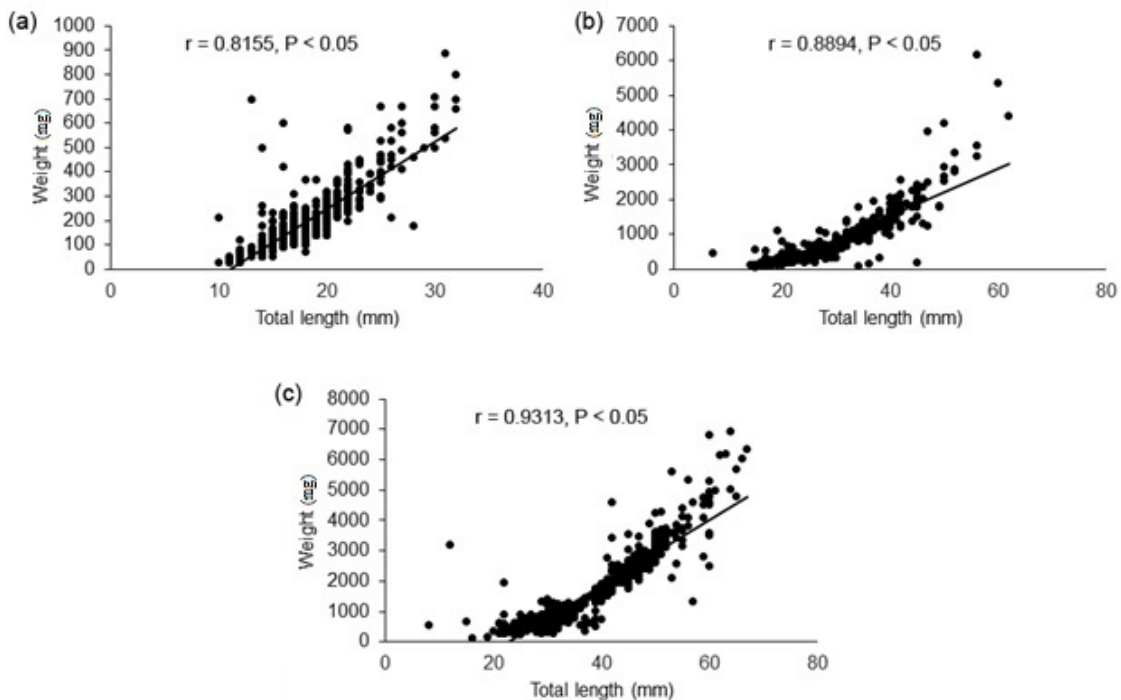 (a)
r = 0.8155, P < 0.05
Weight (mg)
1000
900
800
700
600
500
400
300
200
100
0
0 10 20 30 40
Total length (mm)
(b)
r = 0.8894, P < 0.05
Weight (mg)
7000
6000
5000
4000
3000
2000
1000
0
0 20 40 60 80
Total length (mm)
(c)
r = 0.9313, P < 0.05
Weight (mg)
8000
7000
6000
5000
4000
3000
2000
1000
0
0 20 40 60 80
Total length (mm)